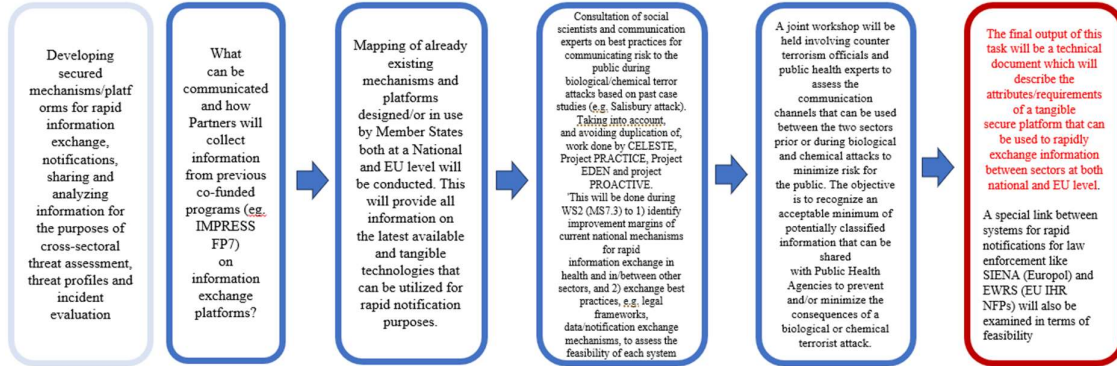 Developing
secured
mechanisms/platf
orms for rapid
information
exchange,
notifications,
sharing and
analyzing
information for
the purposes of
cross-sectoral
threat assessment,
threat profiles and
incident
evaluation
What
can be
communicated
and how
Partners will
collect
information
from previous
co-funded
programs (eg.
IMPRESS
FP7)
on
information
exchange
platforms?
Mapping of already
existing
mechanisms and
platforms
designed/or in use
by Member States
both at a National
and EU level will
be conducted. This
will provide all
information on
the latest available
and tangible
technologies that
can be utilized for
rapid notification
purposes.
Consultation of social
scientists and communication
experts on best practices for
communicating risk to the
public during
biological/chemical terror
attacks based on past case
studies (e.g. Salisbury attack).
Taking into account,
and avoiding duplication of,
work done by CELESTE,
Project PRACTICE, Project
EDEN and project
PROACTIVE.
'This will be done during
WS2 (MS7.3) to 1) identify
improvement margins of
current national mechanisms
for rapid
information exchange in
health and in/between other
sectors, and 2) exchange best
practices, e.g. legal
frameworks,
data/notification exchange
mechanisms, to assess the
feasibility of each system
A joint workshop will be
held involving counter
terrorism officials and
public health experts to
assess the
communication
channels that can be used
between the two sectors
prior or during biological
and chemical attacks to
minimize risk for
the public. The objective
is to recognize an
acceptable minimum of
potentially classified
information that can be
shared
with Public Health
Agencies to prevent
and/or minimize the
consequences of a
biological or chemical
terrorist attack.
The final output of this
task will be a technical
document which will
describe the
attributes/requirements
of a tangible
secure platform that can
be used to rapidly
exchange information
between sectors at both
national and EU level.
A special link between
systems for rapid
notifications for law
enforcement like
SIENA (Europol) and
EWRS (EU IHR
NFPs) will also be
examined in terms of
feasibility